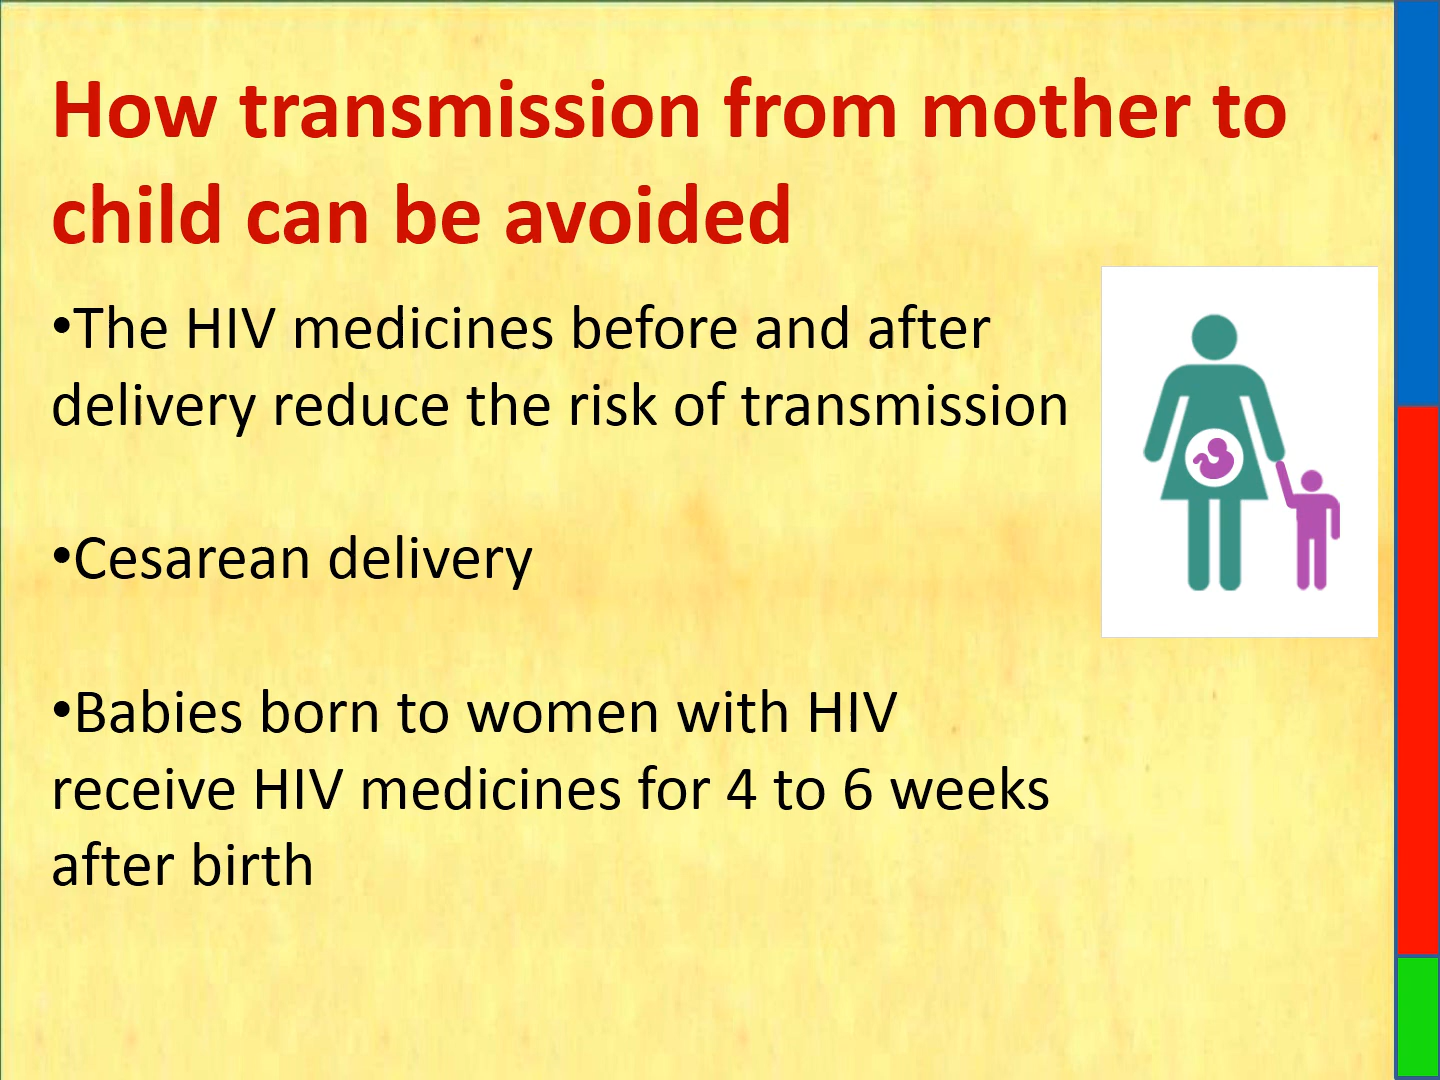 How transmission from mother to
child can be avoided
•The HIV medicines before and after
delivery reduce the risk of transmission
•Cesarean delivery
•Babies born to women with HIV
receive HIV medicines for 4 to 6 weeks
after birth